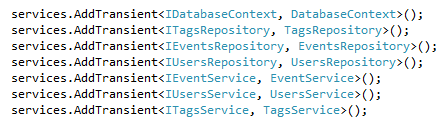 services.AddTransient<IDatabaseContext, DatabaseContext>();
services.AddTransient<ITagsRepository, TagsRepository>();
services.AddTransient<IEventsRepository, EventsRepository>();
services.AddTransient<IUsersRepository, UsersRepository>();
services.AddTransient<IEventService, EventService>();
services.AddTransient<IUsersService, UsersService>();
services.AddTransient<ITagsService, TagsService>();